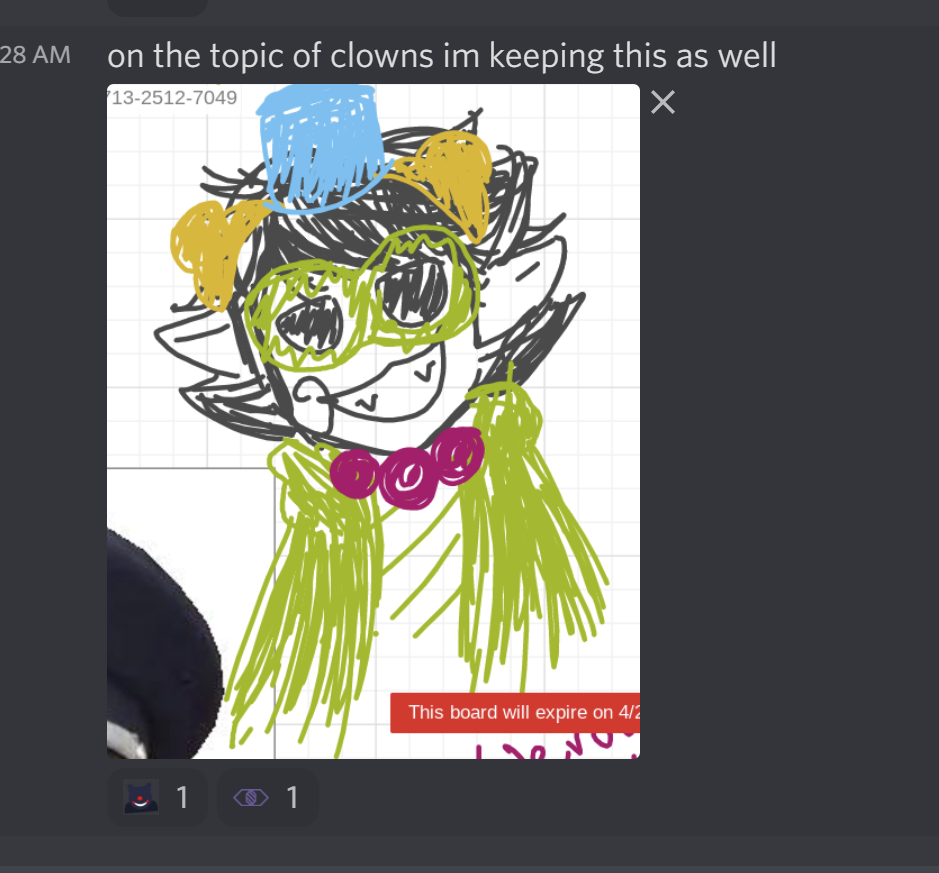 28 AM on the topic of clowns im keeping this as well
713-2512-7049
This board will expire on 4/2
1
1